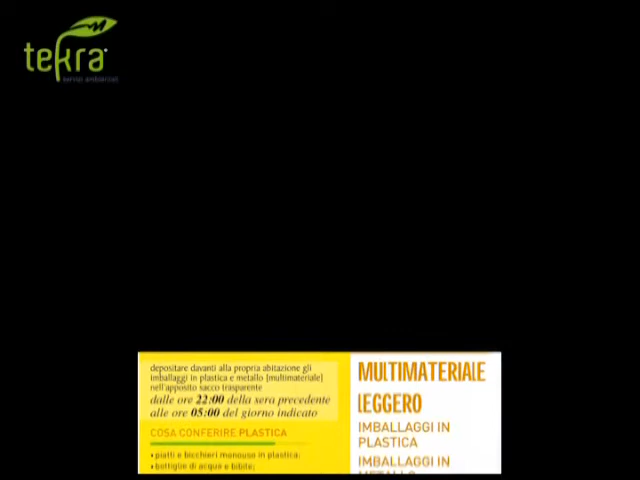 tekra
servizi ambientali
depositare davanti alla propria abitazione gli
imballaggi in plastica e metallo [multimateriale]
nell'apposito sacco trasparente
dalle ore 22:00 della sera precedente
alle ore 05:00 del giorno indicato
COSA CONFERIRE PLASTICA
• piatti e bicchieri monouso in plastica;
• bottiglie di acqua e bibite;
MULTIMATERIALE
LEGGERO
IMBALLAGGI IN
PLASTICA
IMBALLAGGI IN
METALLO